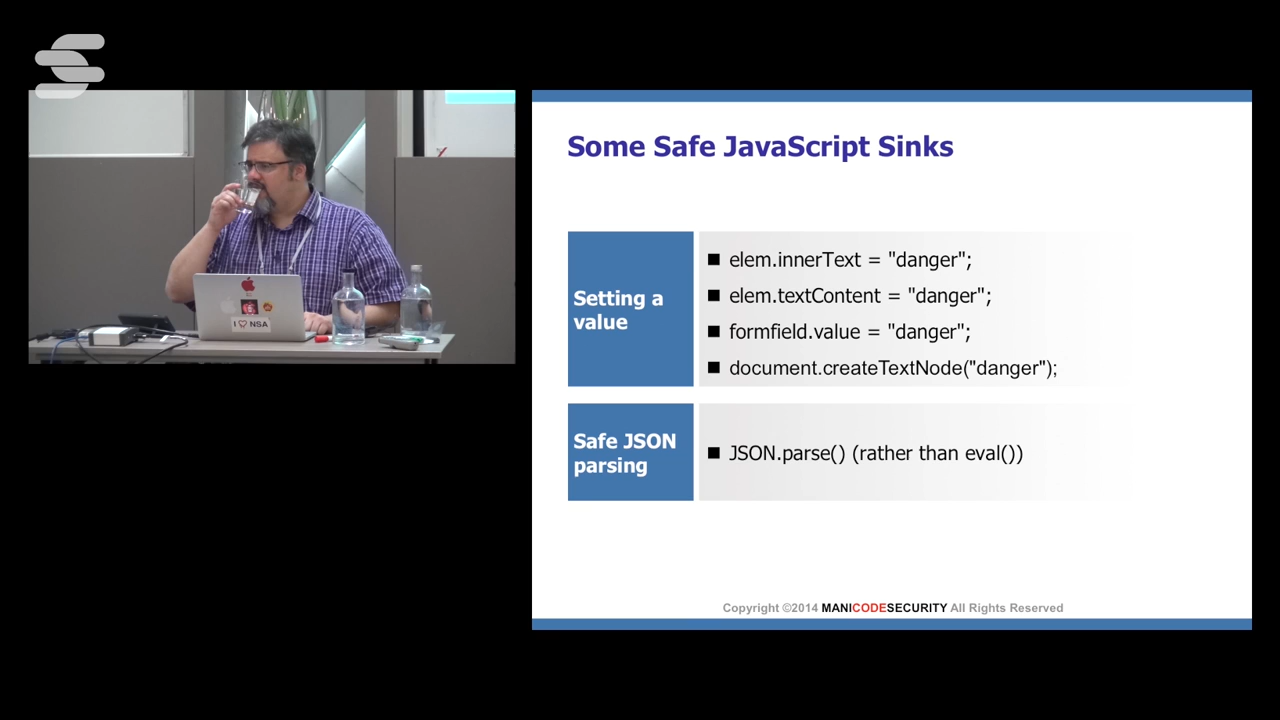 I NSA
Some Safe JavaScript Sinks
Setting a
value
elem.innerText = "danger";
elem.textContent = "danger";
formfield.value = "danger";
document.createTextNode("danger");
Safe JSON
parsing
JSON.parse() (rather than eval())
Copyright ©2014 MANICODESECURITY All Rights Reserved